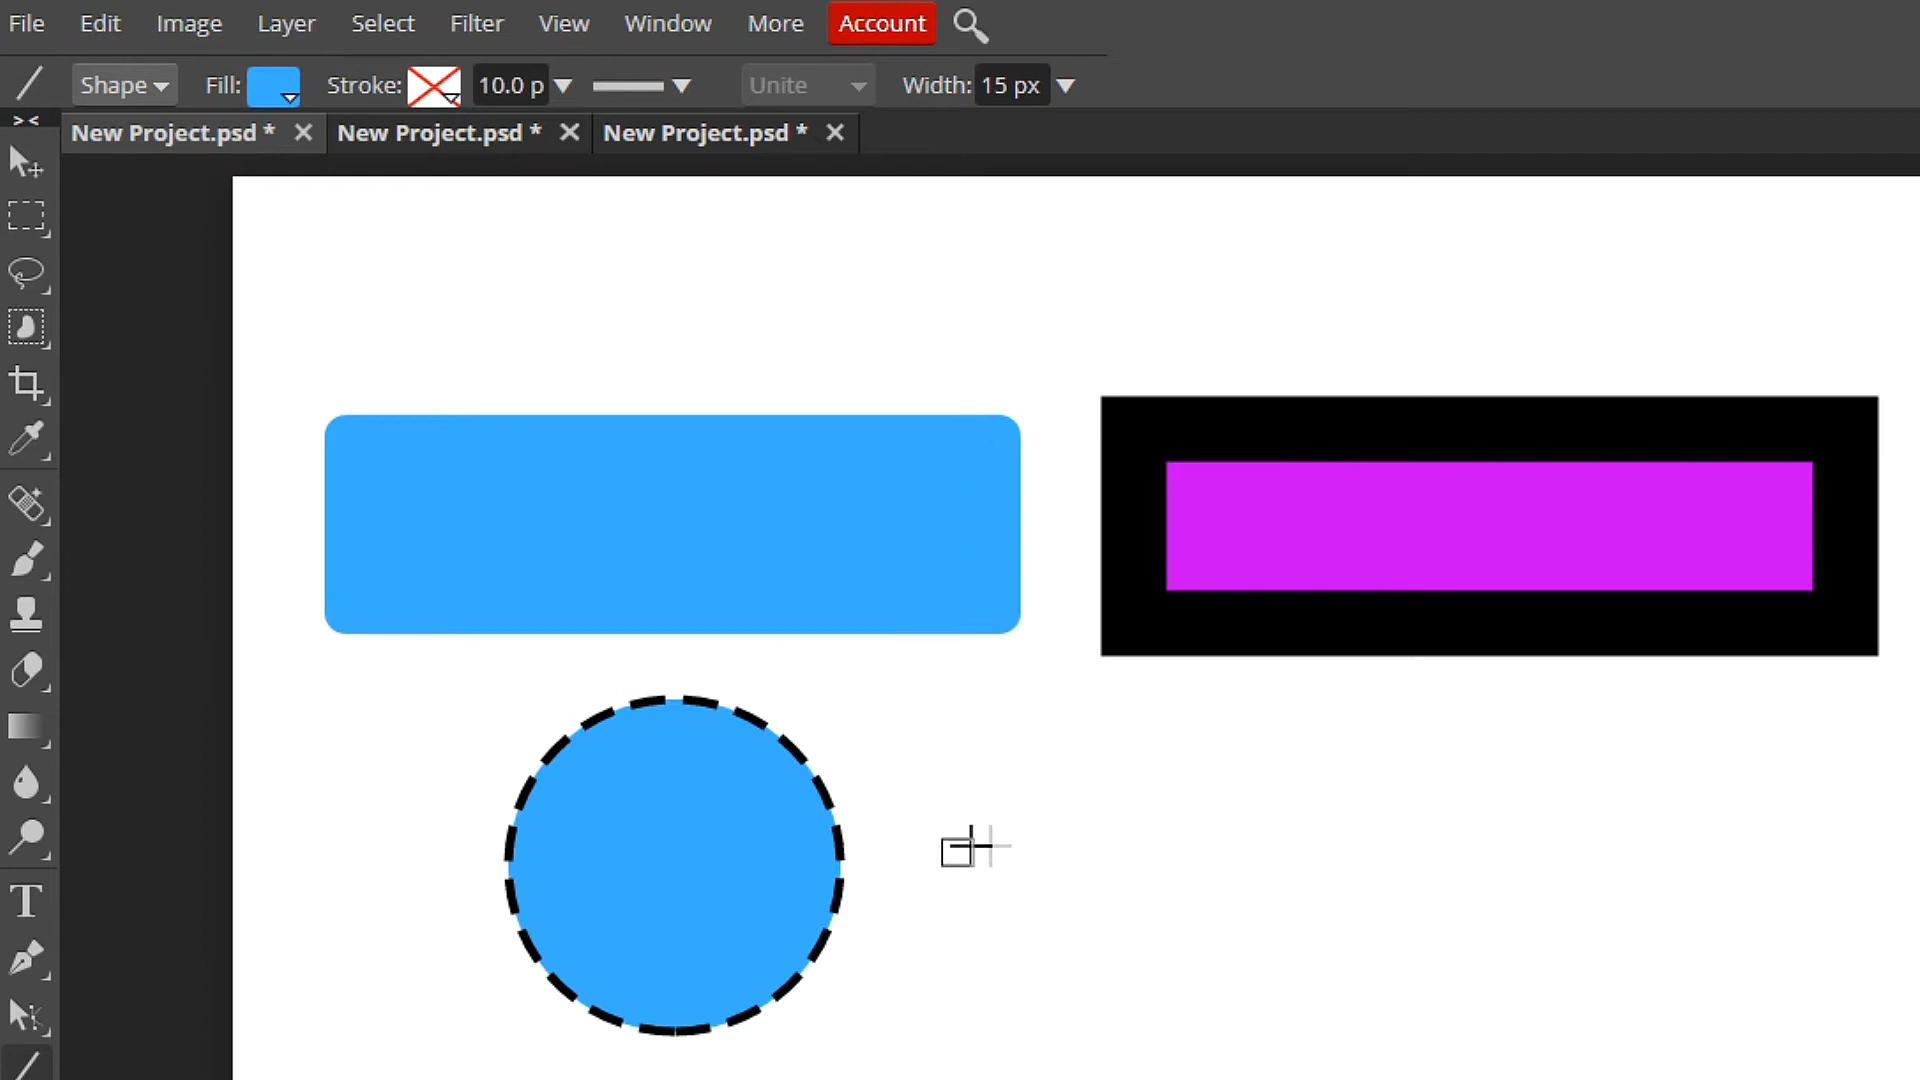 File Edit Image Layer Select Filter View Window More Account
Shape Fill: Stroke: 10.0 p Unite Width: 15 px
> <
New Project.psd * New Project.psd * New Project.psd *
T